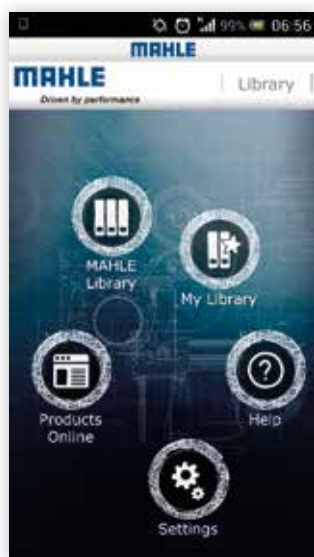 99% 06:56
MAHLE
MAHLE
Driven by performance
Library
MAHLE
Library
My Library
Products
Online
Help
Settings